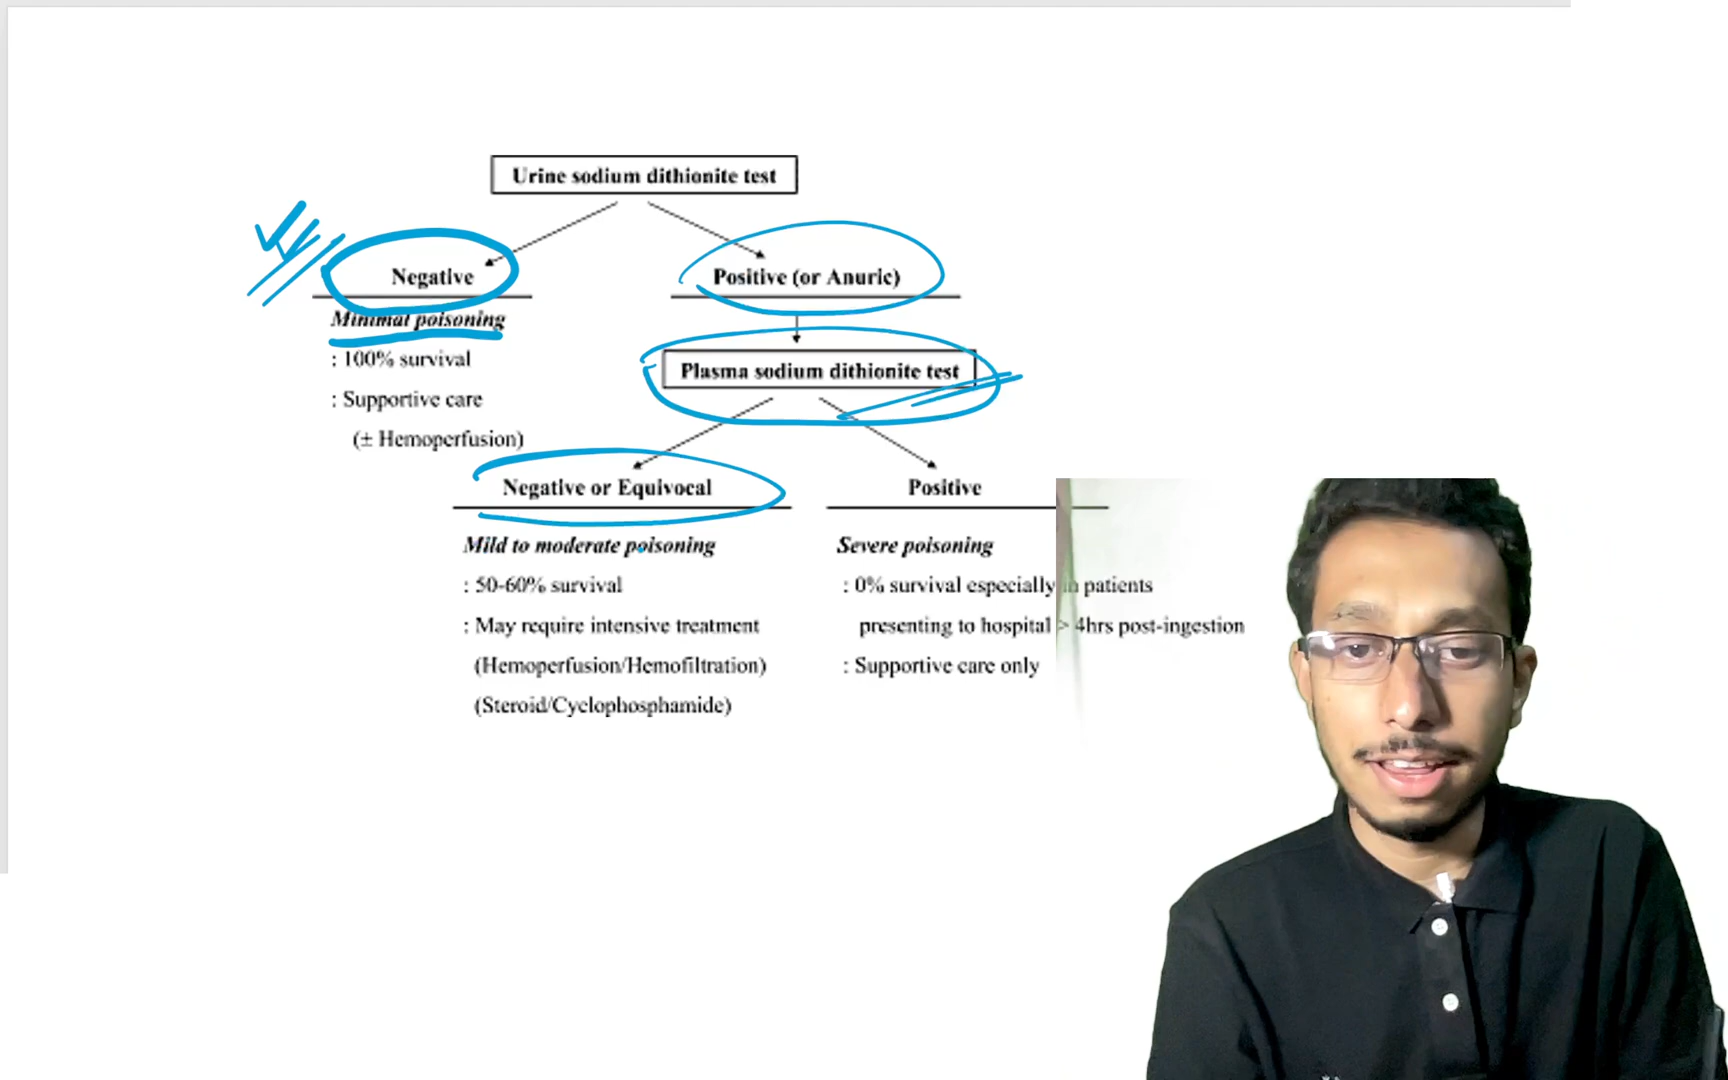 Urine sodium dithionite test
Negative
Positive (or Anuric)
Minimal poisoning
: 100% survival
: Supportive care
(± Hemoperfusion)
Plasma sodium dithionite test
Negative or Equivocal
Positive
Mild to moderate poisoning
: 50-60% survival
: May require intensive treatment
(Hemoperfusion/Hemofiltration)
(Steroid/Cyclophosphamide)
Severe poisoning
: 0% survival especially in patients
presenting to hospital > 4hrs post-ingestion
: Supportive care only